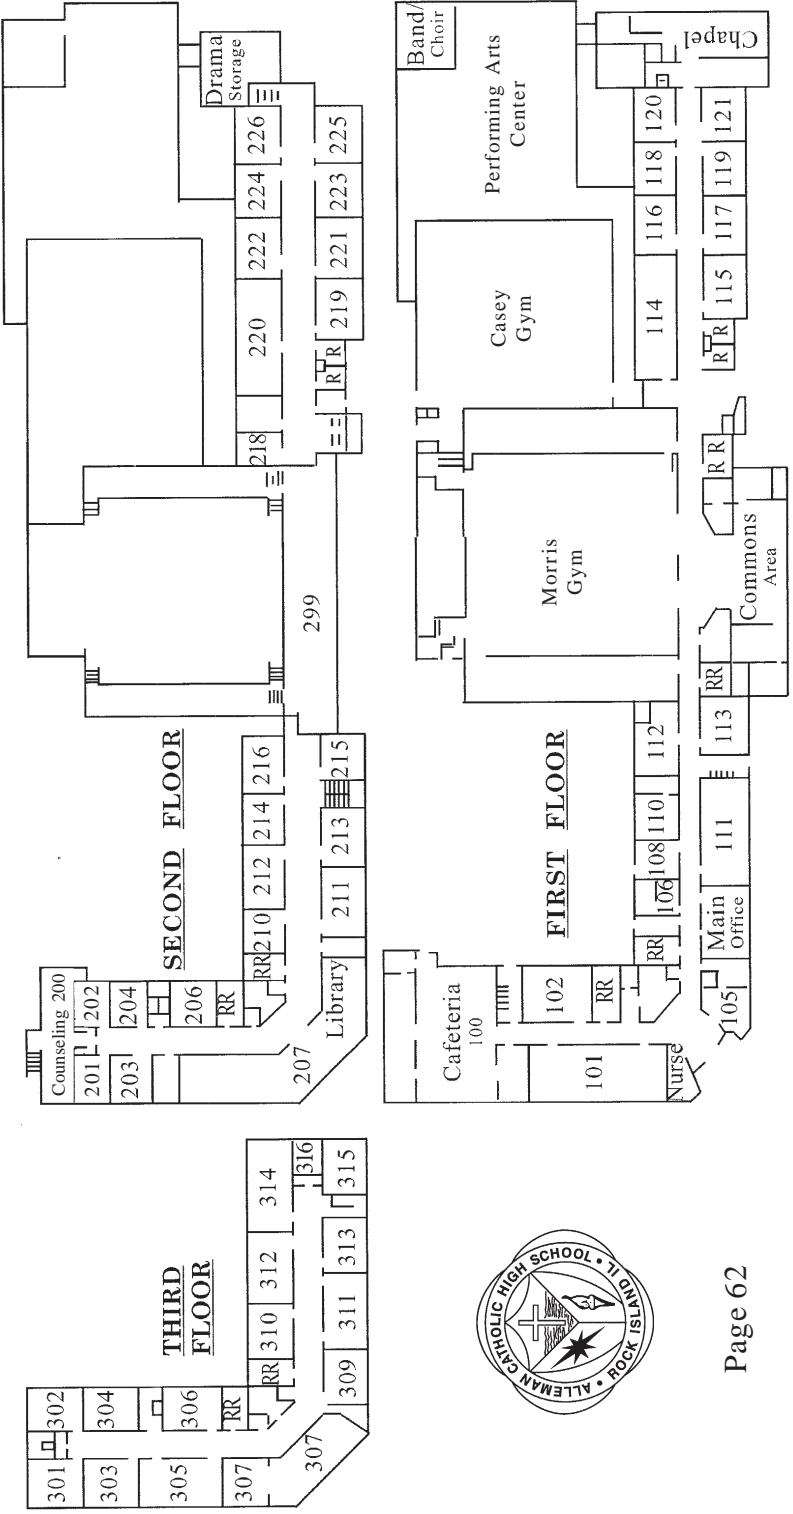 THIRD
FLOOR
301
302
303
304
305
306
307
RR
307
RR
309
310
311
312
313
314
315
316
SECOND FLOOR
Counseling 200
201
202
203
204
206
RR
207
Library
RR
210
211
212
213
214
215
216
299
218
R
R
219
220
221
222
223
224
225
226
Drama
Storage
FIRST FLOOR
Cafeteria
100
101
102
RR
Nurse
105
RR
Main
Office
106
108
110
111
112
113
RR
Morris
Gym
Commons
Area
R R
Casey
Gym
R
R
114
115
116
117
118
119
120
121
Performing Arts
Center
Band/
Choir
Chapel
ALLEMAN CATHOLIC HIGH SCHOOL • ROCK ISLAND IL •
Page 62